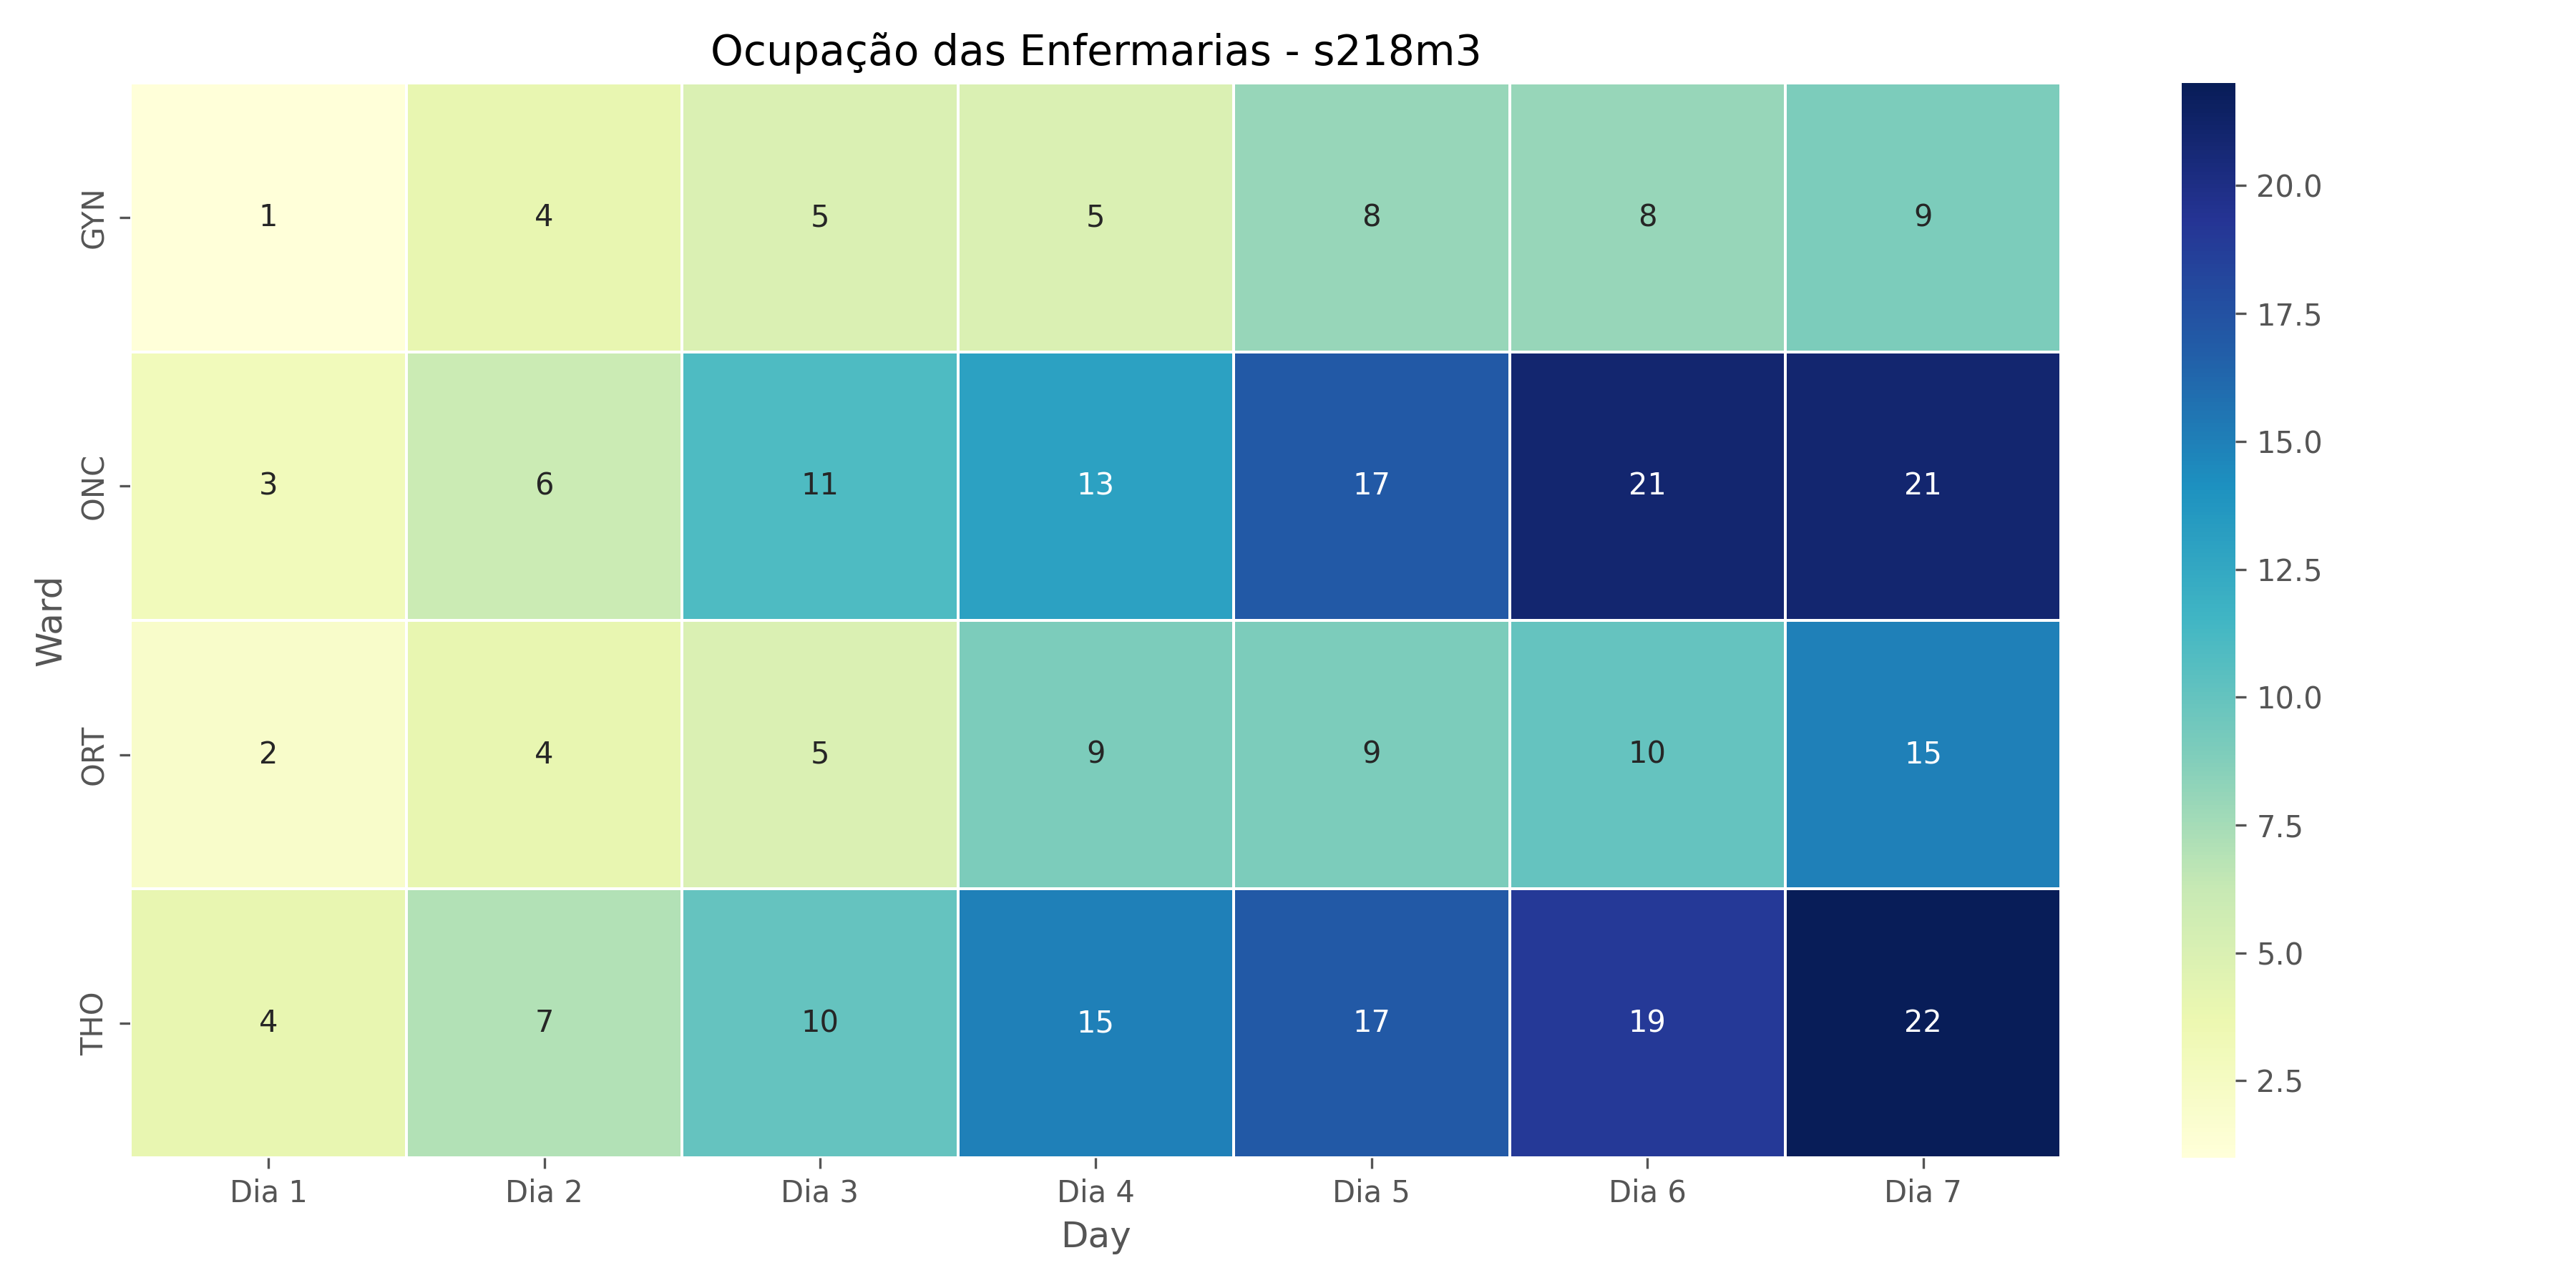 Ocupação das Enfermarias - s218m3
Ward
GYN 1 4 5 5 8 8 9
ONC 3 6 11 13 17 21 21
ORT 2 4 5 9 9 10 15
THO 4 7 10 15 17 19 22
Dia 1 Dia 2 Dia 3 Dia 4 Dia 5 Dia 6 Dia 7
Day
20.0
17.5
15.0
12.5
10.0
7.5
5.0
2.5